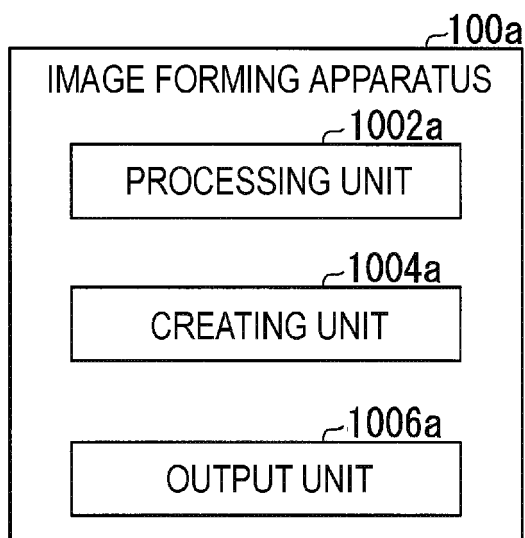 100a
IMAGE FORMING APPARATUS
1002a
PROCESSING UNIT
1004a
CREATING UNIT
1006a
OUTPUT UNIT